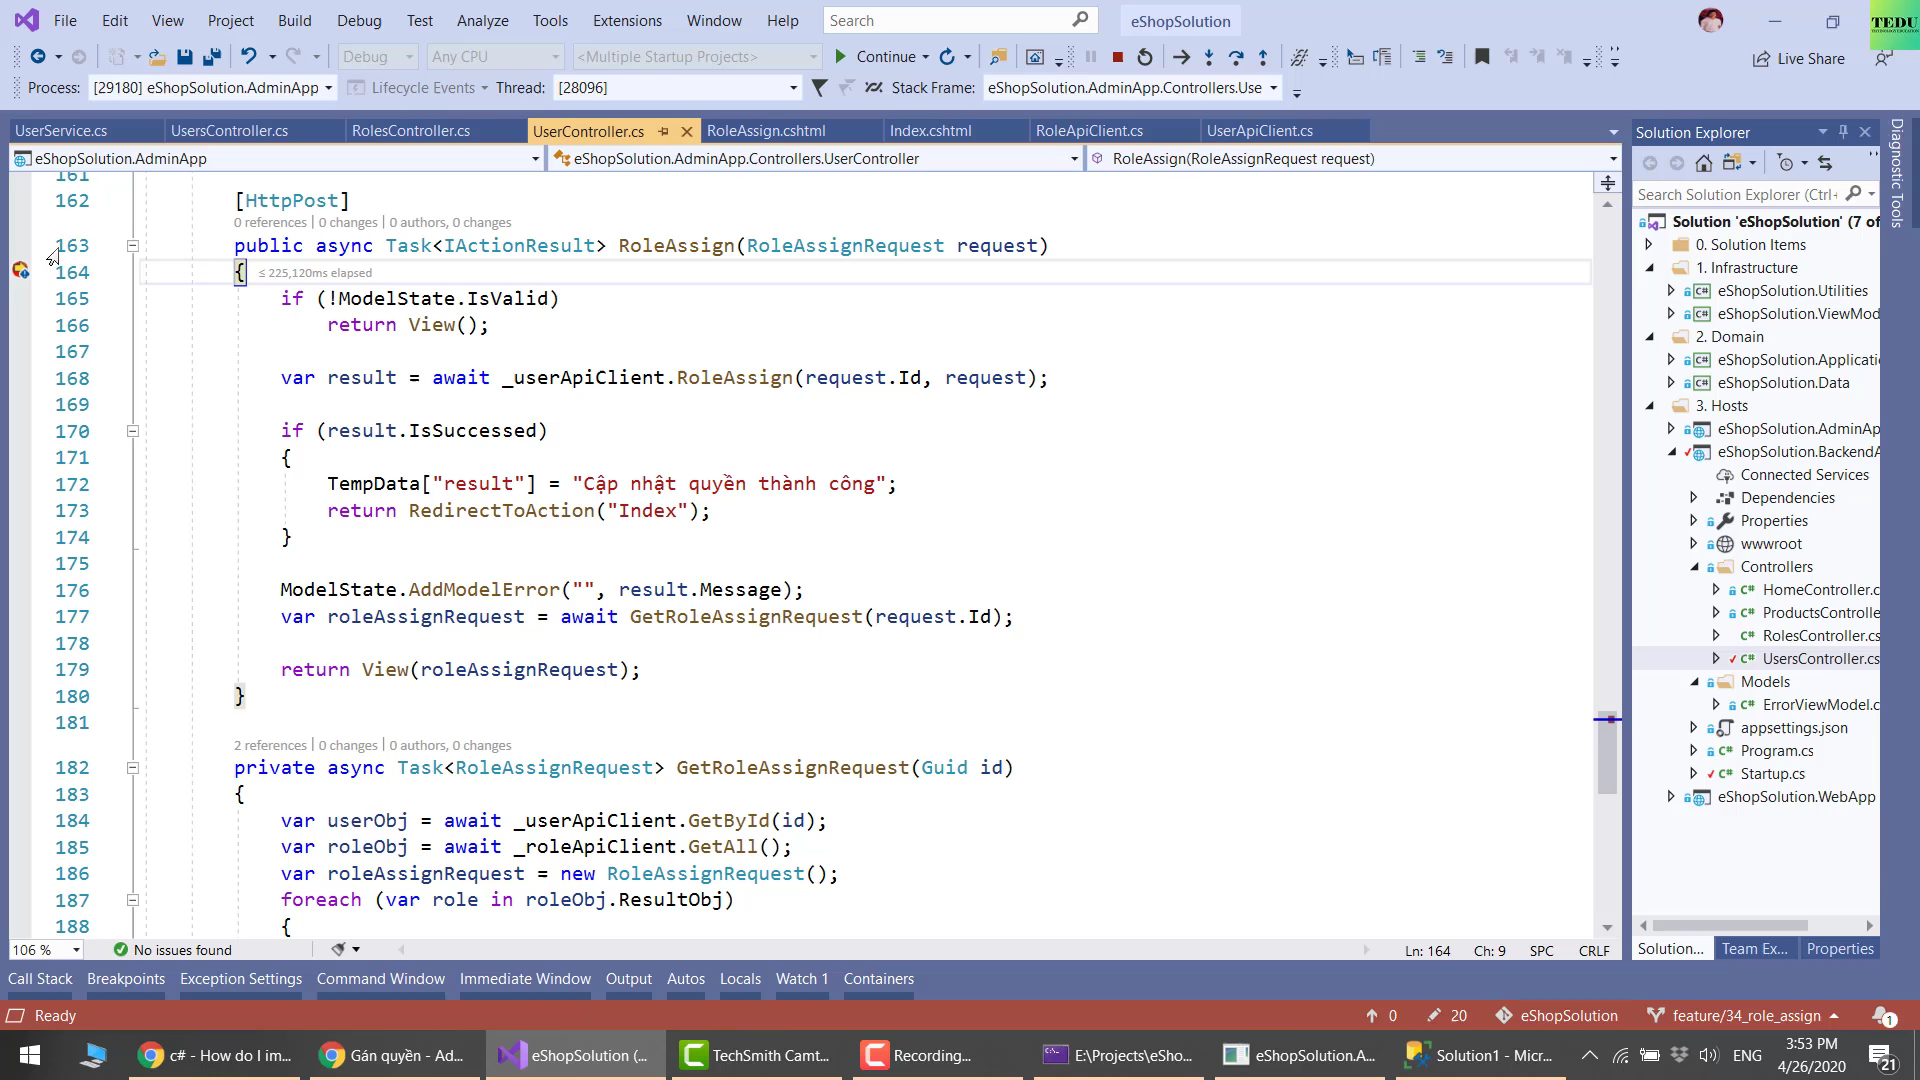 File Edit View Project Build Debug Test Analyze Tools Extensions Window Help Search eShopSolution TEDU
Debug Any CPU <Multiple Startup Projects> Continue Live Share
Process: [29180] eShopSolution.AdminApp Lifecycle Events Thread: [28096] Stack Frame: eShopSolution.AdminApp.Controllers.Use
UserService.cs UsersController.cs RolesController.cs UserController.cs RoleAssign.cshtml Index.cshtml RoleApiClient.cs UserApiClient.cs
eShopSolution.AdminApp eShopSolution.AdminApp.Controllers.UserController RoleAssign(RoleAssignRequest request)
161
162 [HttpPost]
0 references | 0 changes | 0 authors, 0 changes
163 public async Task<IActionResult> RoleAssign(RoleAssignRequest request)
164 { ≤ 225,120ms elapsed
165 if (!ModelState.IsValid)
166 return View();
167
168 var result = await _userApiClient.RoleAssign(request.Id, request);
169
170 if (result.IsSuccessed)
171 {
172 TempData["result"] = "Cập nhật quyền thành công";
173 return RedirectToAction("Index");
174 }
175
176 ModelState.AddModelError("", result.Message);
177 var roleAssignRequest = await GetRoleAssignRequest(request.Id);
178
179 return View(roleAssignRequest);
180 }
181
2 references | 0 changes | 0 authors, 0 changes
182 private async Task<RoleAssignRequest> GetRoleAssignRequest(Guid id)
183 {
184 var userObj = await _userApiClient.GetById(id);
185 var roleObj = await _roleApiClient.GetAll();
186 var roleAssignRequest = new RoleAssignRequest();
187 foreach (var role in roleObj.ResultObj)
188 {
106 % No issues found Ln: 164 Ch: 9 SPC CRLF
Solution Explorer
Search Solution Explorer (Ctrl+
Solution 'eShopSolution' (7 of
0. Solution Items
1. Infrastructure
eShopSolution.Utilities
eShopSolution.ViewMod
2. Domain
eShopSolution.Applicati
eShopSolution.Data
3. Hosts
eShopSolution.AdminAp
eShopSolution.BackendA
Connected Services
Dependencies
Properties
wwwroot
Controllers
HomeController.c
ProductsControlle
RolesController.cs
UsersController.cs
Models
ErrorViewModel.c
appsettings.json
Program.cs
Startup.cs
eShopSolution.WebApp
Solution... Team Ex... Properties
Diagnostic Tools
Call Stack Breakpoints Exception Settings Command Window Immediate Window Output Autos Locals Watch 1 Containers
Ready 0 20 eShopSolution feature/34_role_assign 1
c# - How do I im... Gán quyền - Ad... eShopSolution (... TechSmith Camt... Recording... E:\Projects\eSho... eShopSolution.A... Solution1 - Micr... ENG 3:53 PM
4/26/2020 21